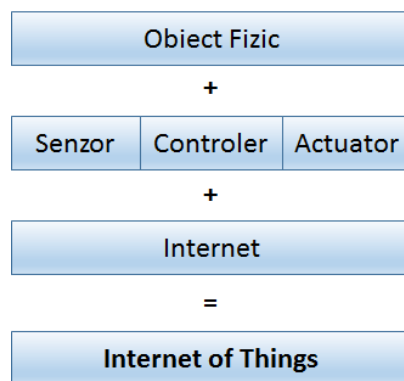 Obiect Fizic
+
Senzor Controler Actuator
+
Internet
=
Internet of Things